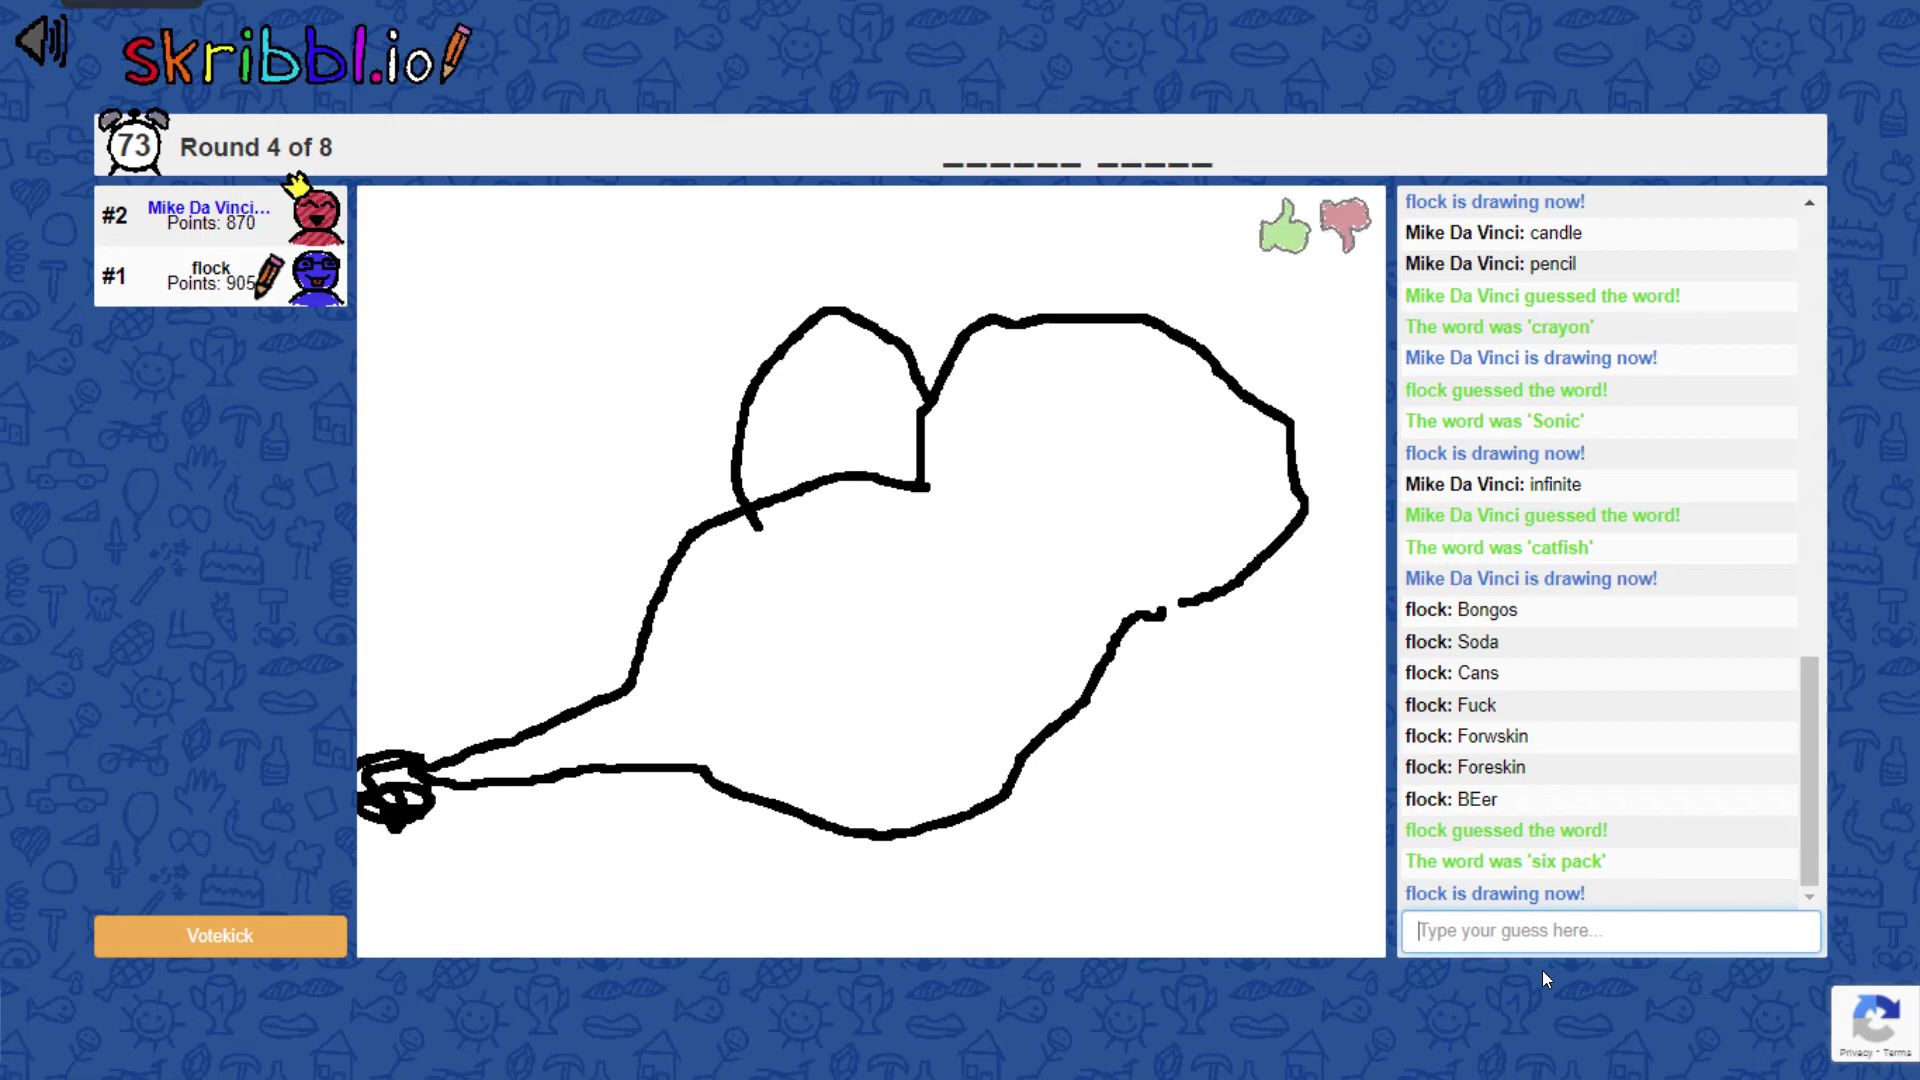 skribbl.io
73
Round 4 of 8
______ _____
#2
Mike Da Vinci...
Points: 870
#1
flock
Points: 905
flock is drawing now!
Mike Da Vinci: candle
Mike Da Vinci: pencil
Mike Da Vinci guessed the word!
The word was 'crayon'
Mike Da Vinci is drawing now!
flock guessed the word!
The word was 'Sonic'
flock is drawing now!
Mike Da Vinci: infinite
Mike Da Vinci guessed the word!
The word was 'catfish'
Mike Da Vinci is drawing now!
flock: Bongos
flock: Soda
flock: Cans
flock: Fuck
flock: Forwskin
flock: Foreskin
flock: BEer
flock guessed the word!
The word was 'six pack'
flock is drawing now!
Type your guess here...
Votekick
Privacy - Terms